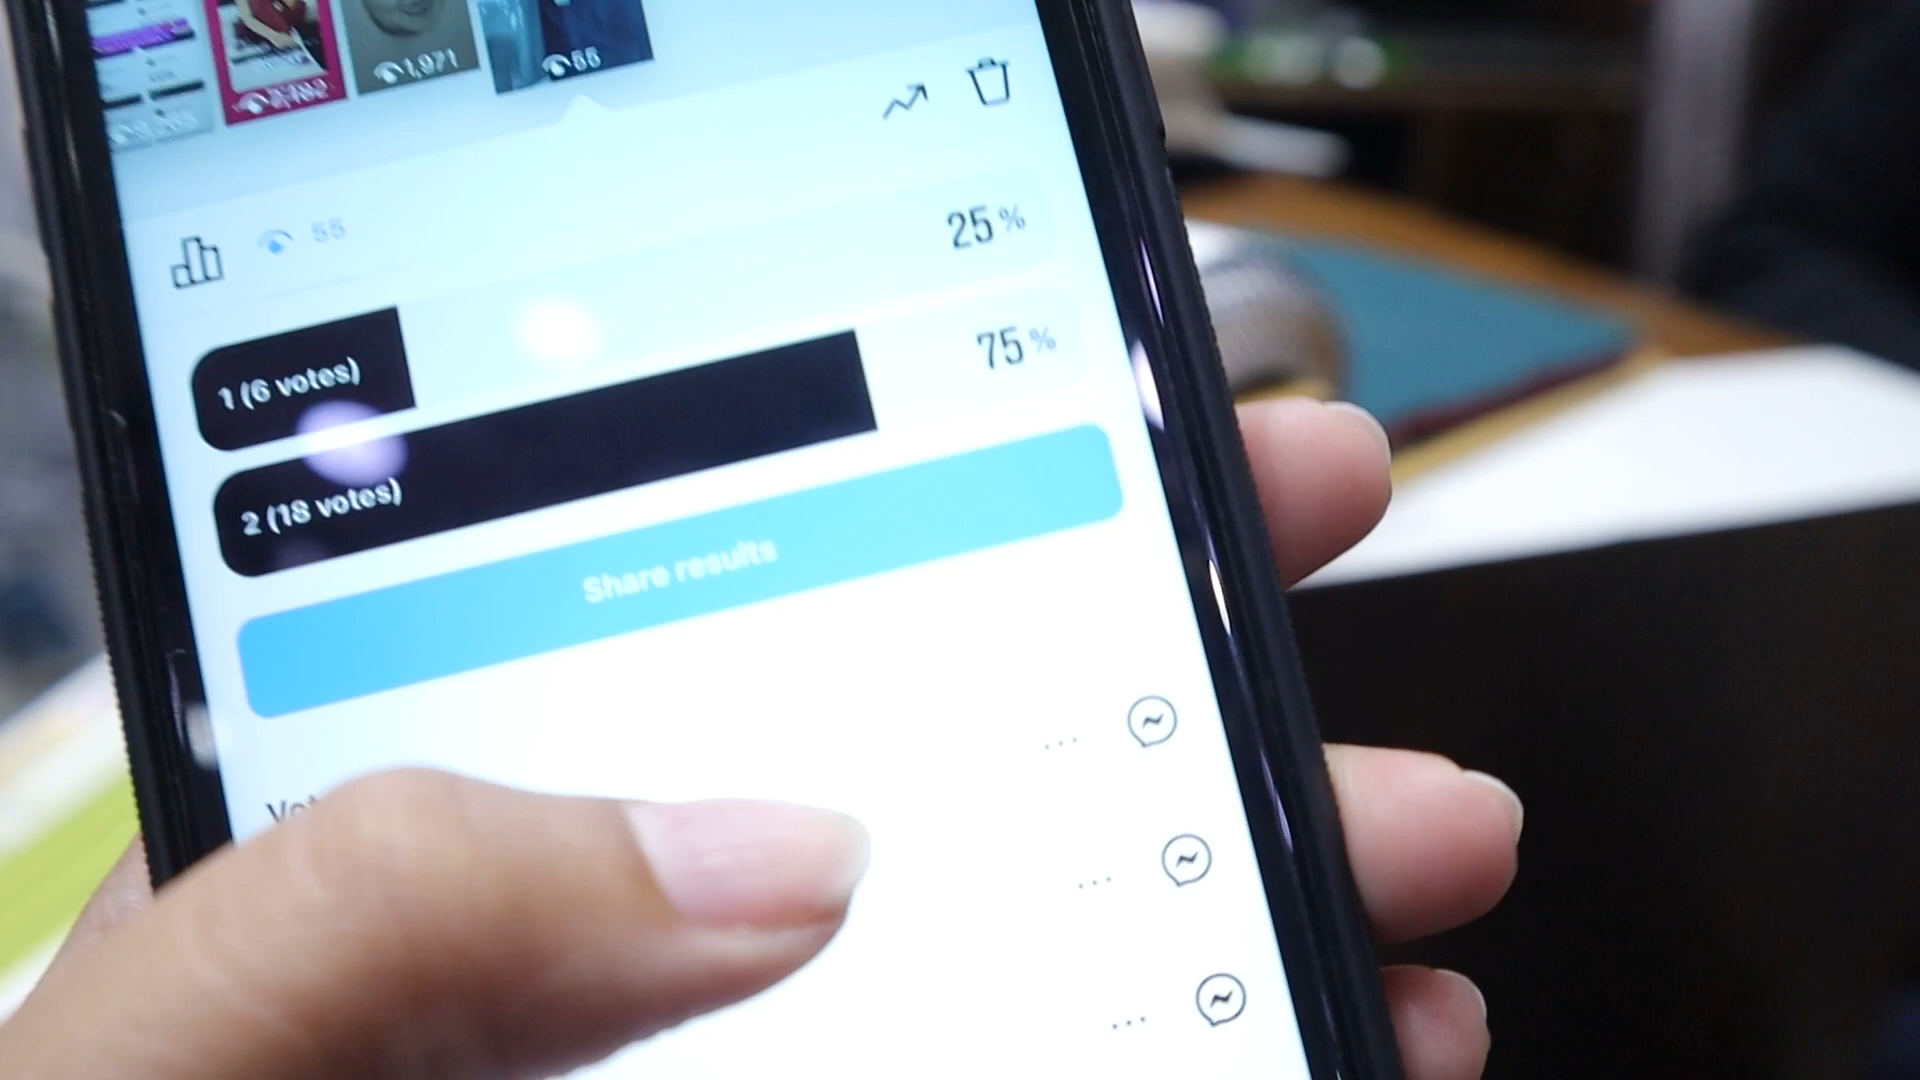 1,971
55
55
25%
1 (6 votes)
75%
2 (18 votes)
Share results